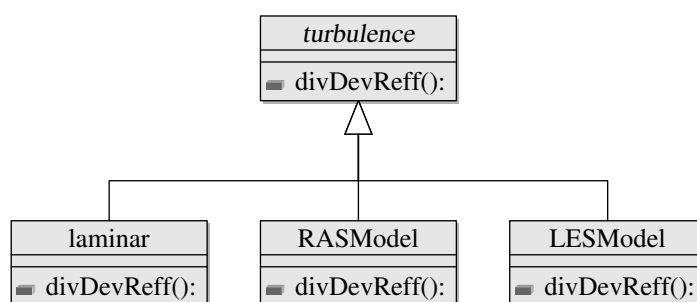 turbulence
divDevReff():
laminar
RASModel
LESModel
divDevReff():
divDevReff():
divDevReff():